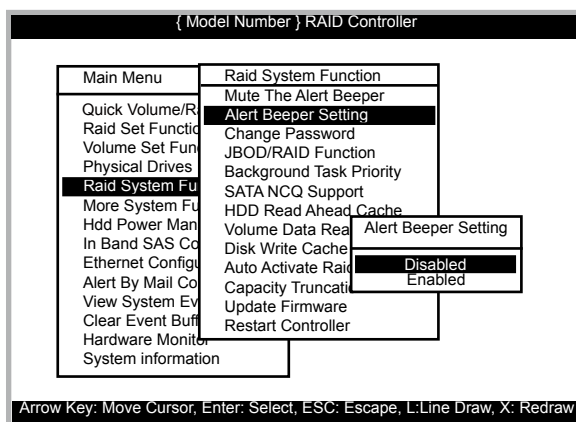 { Model Number } RAID Controller
Main Menu
Quick Volume/R
Raid Set Functio
Volume Set Fun
Physical Drives
Raid System Fu
More System Fu
Hdd Power Man
In Band SAS Co
Ethernet Configu
Alert By Mail Co
View System Ev
Clear Event Buff
Hardware Monitor
System information
Raid System Function
Mute The Alert Beeper
Alert Beeper Setting
Change Password
JBOD/RAID Function
Background Task Priority
SATA NCQ Support
HDD Read Ahead Cache
Volume Data Rea
Disk Write Cache
Auto Activate Raid
Capacity Truncati
Update Firmware
Restart Controller
Alert Beeper Setting
Disabled
Enabled
Arrow Key: Move Cursor, Enter: Select, ESC: Escape, L:Line Draw, X: Redraw